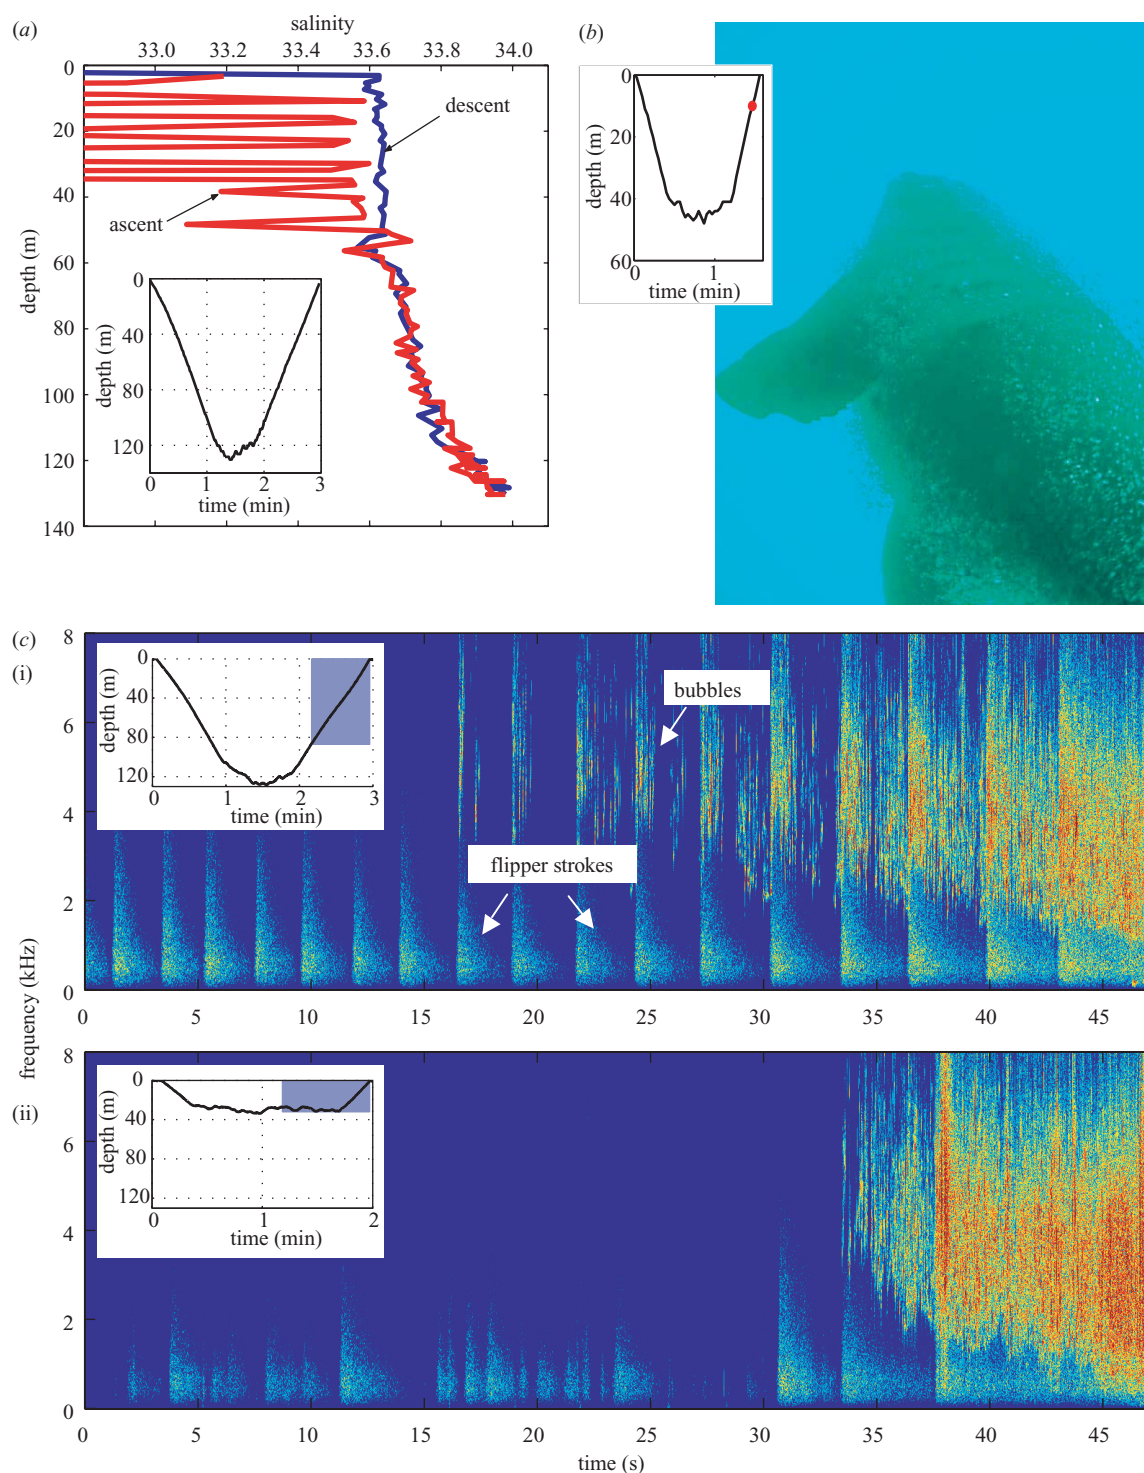 (a)
salinity
33.0 33.2 33.4 33.6 33.8 34.0
0
20
40
60
80
100
120
140
depth (m)
descent
ascent
0
40
80
120
depth (m)
0 1 2 3
time (min)
(b)
0
20
40
60
depth (m)
0 1
time (min)
(c)
(i)
8
6
4
2
0
0
40
80
120
depth (m)
0 1 2 3
time (min)
bubbles
flipper strokes
0 5 10 15 20 25 30 35 40 45
frequency (kHz)
(ii)
8
6
4
2
0
0
40
80
120
depth (m)
0 1 2
time (min)
0 5 10 15 20 25 30 35 40 45
time (s)